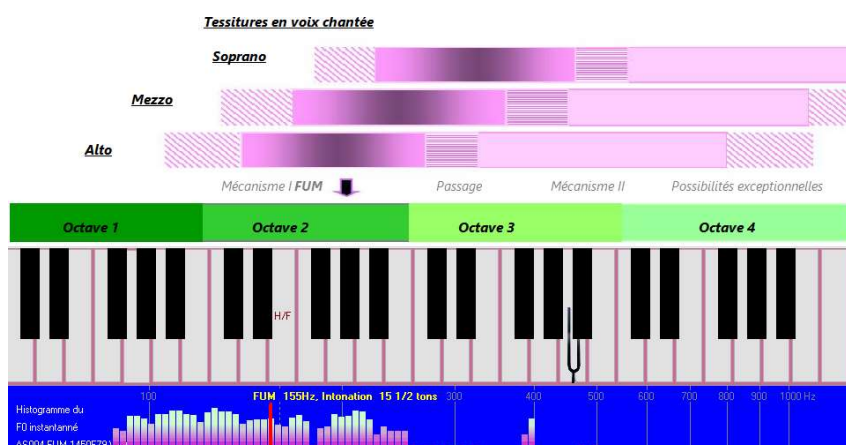 Tessitures en voix chantée
Soprano
Mezzo
Alto
Mécanisme I FUM Passage Mécanisme II Possibilités exceptionnelles
Octave 1 Octave 2 Octave 3 Octave 4
H/F
100 FUM 155Hz, Intonation 15 1/2 tons 300 400 500 600 700 800 900 1000 Hz
Histogramme du
F0 instantanné